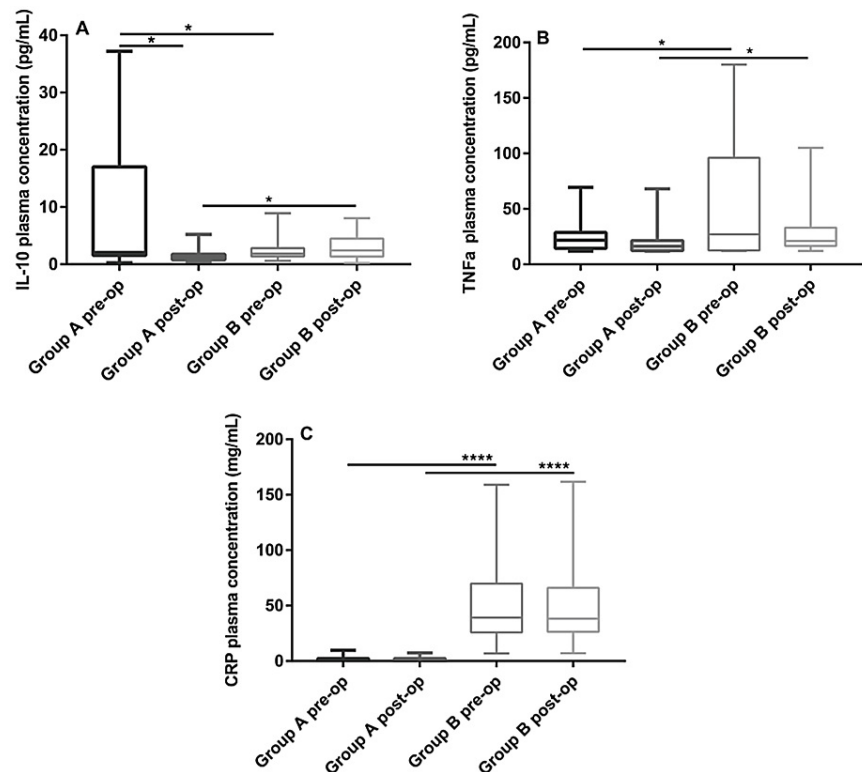 A
IL-10 plasma concentration (pg/mL)
40
30
20
10
0
*
*
*
Group A pre-op
Group A post-op
Group B pre-op
Group B post-op
B
TNFa plasma concentration (pg/mL)
200
150
100
50
0
*
*
Group A pre-op
Group A post-op
Group B pre-op
Group B post-op
C
CRP plasma concentration (mg/mL)
200
150
100
50
0
****
****
Group A pre-op
Group A post-op
Group B pre-op
Group B post-op